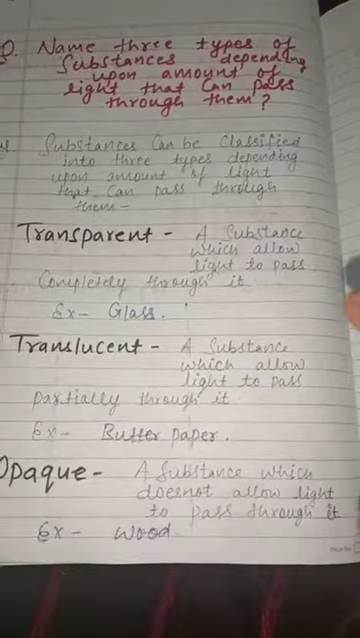 Q. Name three types of
Substances depending
upon amount of
light that can pass
through them?
Substances can be classified
into three types depending
upon amount of light
that can pass through
them -
Transparent - A Substance
which allow
light to pass
Completely through it
Ex - Glass.
Translucent - A Substance
which allow
light to pass
partially through it
Ex - Butter paper.
Opaque - A Substance which
doesnot allow light
to pass through it
Ex - Wood